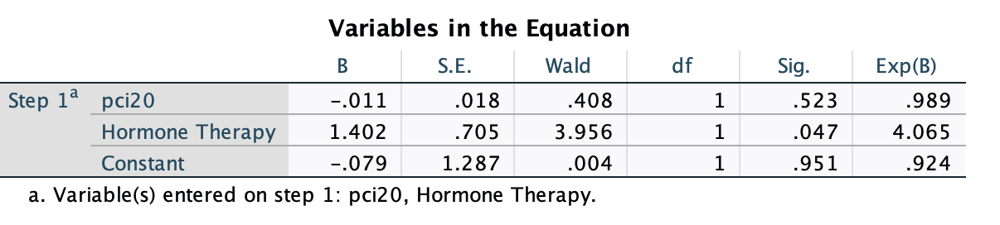 Variables in the Equation
B S.E. Wald df Sig. Exp(B)
Step 1a pci20 -.011 .018 .408 1 .523 .989
Hormone Therapy 1.402 .705 3.956 1 .047 4.065
Constant -.079 1.287 .004 1 .951 .924
a. Variable(s) entered on step 1: pci20, Hormone Therapy.